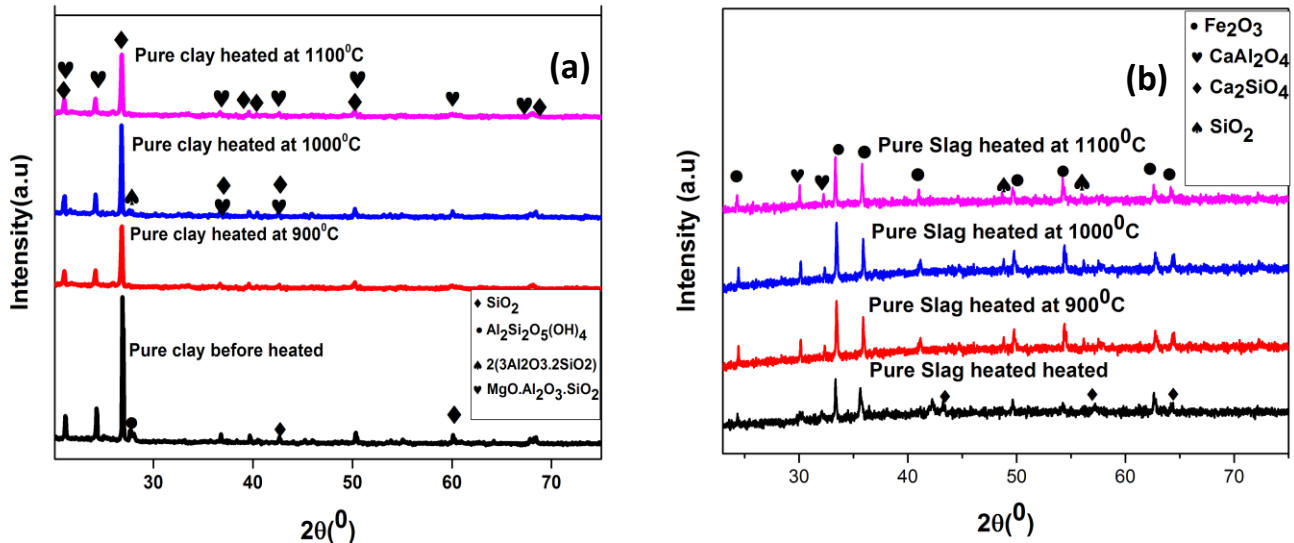 (a)
Pure clay heated at 1100⁰C
Pure clay heated at 1000⁰C
Pure clay heated at 900⁰C
Pure clay before heated
♦ SiO₂
● Al₂Si₂O₅(OH)₄
♠ 2(3Al2O3.2SiO2)
♥ MgO.Al₂O₃.SiO₂
Intensity(a.u)
30 40 50 60 70
2θ(⁰)
(b)
● Fe₂O₃
♥ CaAl₂O₄
♦ Ca₂SiO₄
♠ SiO₂
Pure Slag heated at 1100⁰C
Pure Slag heated at 1000⁰C
Pure Slag heated at 900⁰C
Pure Slag heated heated
Intensity (a.u)
30 40 50 60 70
2θ(⁰)